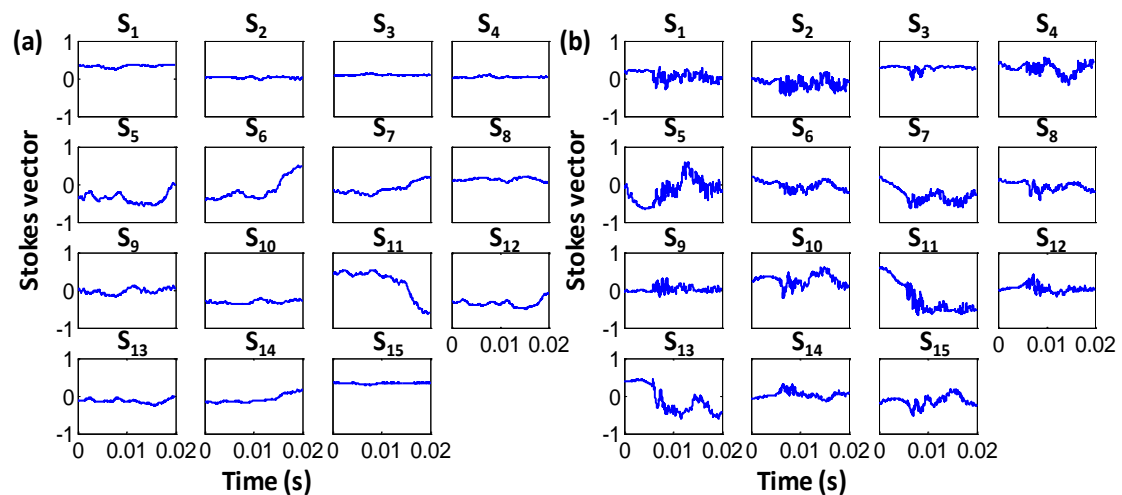 (a) S₁ S₂ S₃ S₄ (b) S₁ S₂ S₃ S₄
1 1
0 0
-1 -1
S₅ S₆ S₇ S₈ S₅ S₆ S₇ S₈
1 1
0 0
-1 -1
S₉ S₁₀ S₁₁ S₁₂ S₉ S₁₀ S₁₁ S₁₂
1 1
0 0
-1 -1
0 0.01 0.02 0 0.01 0.02
S₁₃ S₁₄ S₁₅ S₁₃ S₁₄ S₁₅
1 1
0 0
-1 -1
0 0.01 0.02 0 0.01 0.02 0 0.01 0.02 0 0.01 0.02 0 0.01 0.02 0 0.01 0.02
Stokes vector Stokes vector
Time (s) Time (s)